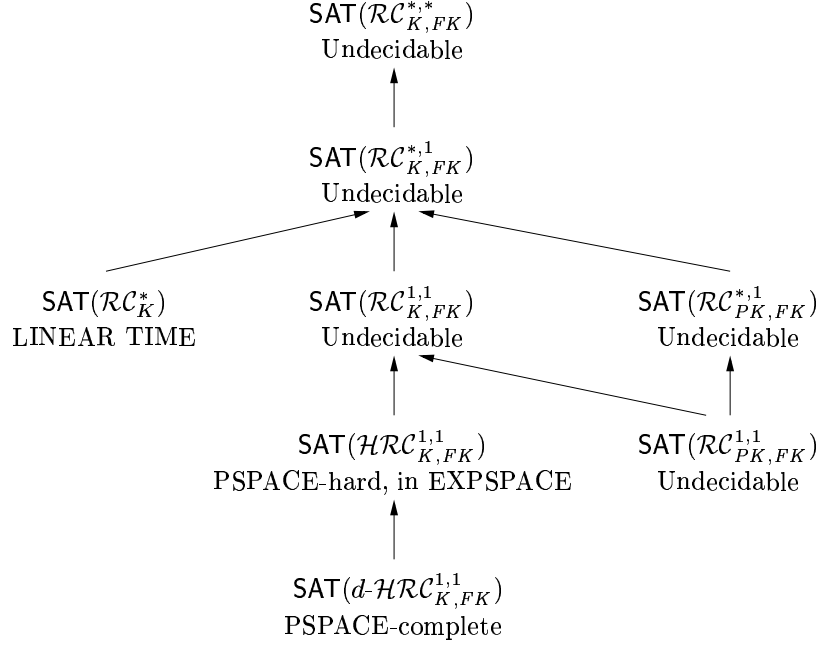 SAT(𝓡𝓒^{*,*}_{K,FK})
Undecidable
SAT(𝓡𝓒^{*,1}_{K,FK})
Undecidable
SAT(𝓡𝓒^{*}_{K})
LINEAR TIME
SAT(𝓡𝓒^{1,1}_{K,FK})
Undecidable
SAT(𝓡𝓒^{*,1}_{PK,FK})
Undecidable
SAT(𝓗𝓡𝓒^{1,1}_{K,FK})
PSPACE-hard, in EXPSPACE
SAT(𝓡𝓒^{1,1}_{PK,FK})
Undecidable
SAT(d-𝓗𝓡𝓒^{1,1}_{K,FK})
PSPACE-complete